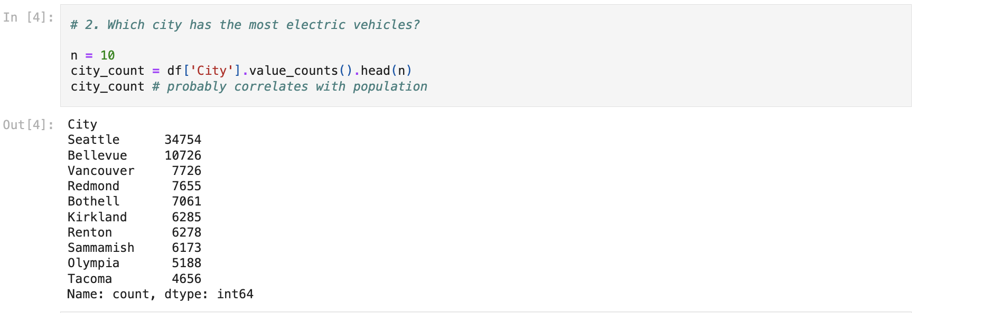 In [4]:
# 2. Which city has the most electric vehicles?
n = 10
city_count = df['City'].value_counts().head(n)
city_count # probably correlates with population
Out[4]:
City
Seattle      34754
Bellevue     10726
Vancouver     7726
Redmond       7655
Bothell       7061
Kirkland      6285
Renton        6278
Sammamish     6173
Olympia       5188
Tacoma        4656
Name: count, dtype: int64